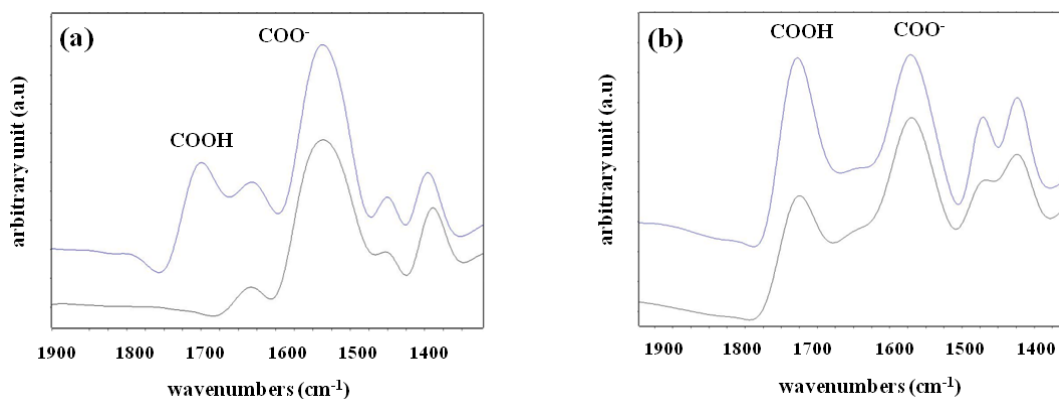 (a)
COO⁻
COOH
arbitrary unit (a.u)
1900 1800 1700 1600 1500 1400
wavenumbers (cm⁻¹)
(b)
COOH COO⁻
arbitrary unit (a.u)
1900 1800 1700 1600 1500 1400
wavenumbers (cm⁻¹)